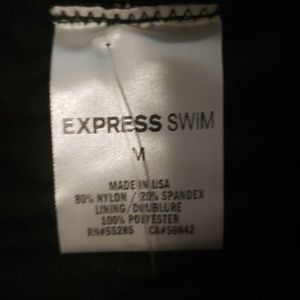 EXPRESS SWIM
M
MADE IN USA
80% NYLON / 20% SPANDEX
LINING / DOUBLURE
100% POLYESTER
RN#55285 CA#56842